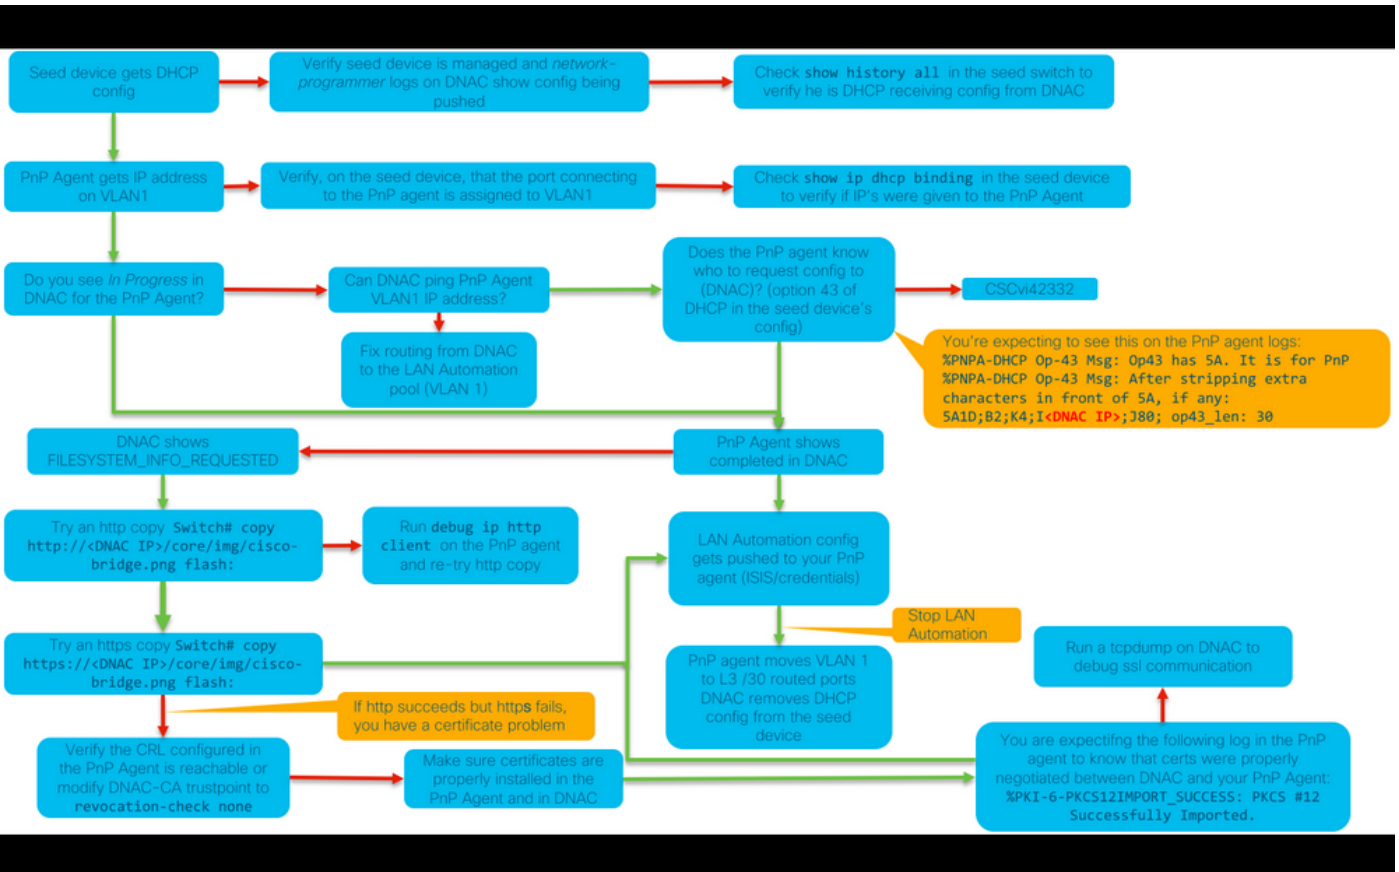 Seed device gets DHCP
config
Verify seed device is managed and network-
programmer logs on DNAC show config being
pushed
Check show history all in the seed switch to
verify he is DHCP receiving config from DNAC
PnP Agent gets IP address
on VLAN1
Verify, on the seed device, that the port connecting
to the PnP agent is assigned to VLAN1
Check show ip dhcp binding in the seed device
to verify if IP's were given to the PnP Agent
Do you see In Progress in
DNAC for the PnP Agent?
Can DNAC ping PnP Agent
VLAN1 IP address?
Does the PnP agent know
who to request config to
(DNAC)? (option 43 of
DHCP in the seed device's
config)
CSCvi42332
Fix routing from DNAC
to the LAN Automation
pool (VLAN 1)
You're expecting to see this on the PnP agent logs:
%PNPA-DHCP Op-43 Msg: Op43 has 5A. It is for PnP
%PNPA-DHCP Op-43 Msg: After stripping extra
characters in front of 5A, if any:
5A1D;B2;K4;I<DNAC IP>;J80; op43_len: 30
DNAC shows
FILESYSTEM_INFO_REQUESTED
PnP Agent shows
completed in DNAC
Try an http copy Switch# copy
http://<DNAC IP>/core/img/cisco-
bridge.png flash:
Run debug ip http
client on the PnP agent
and re-try http copy
LAN Automation config
gets pushed to your PnP
agent (ISIS/credentials)
Stop LAN
Automation
Try an https copy Switch# copy
https://<DNAC IP>/core/img/cisco-
bridge.png flash:
PnP agent moves VLAN 1
to L3 /30 routed ports
DNAC removes DHCP
config from the seed
device
Run a tcpdump on DNAC to
debug ssl communication
If http succeeds but https fails,
you have a certificate problem
Verify the CRL configured in
the PnP Agent is reachable or
modify DNAC-CA trustpoint to
revocation-check none
Make sure certificates are
properly installed in the
PnP Agent and in DNAC
You are expectifng the following log in the PnP
agent to know that certs were properly
negotiated between DNAC and your PnP Agent:
%PKI-6-PKCS12IMPORT_SUCCESS: PKCS #12
Successfully Imported.